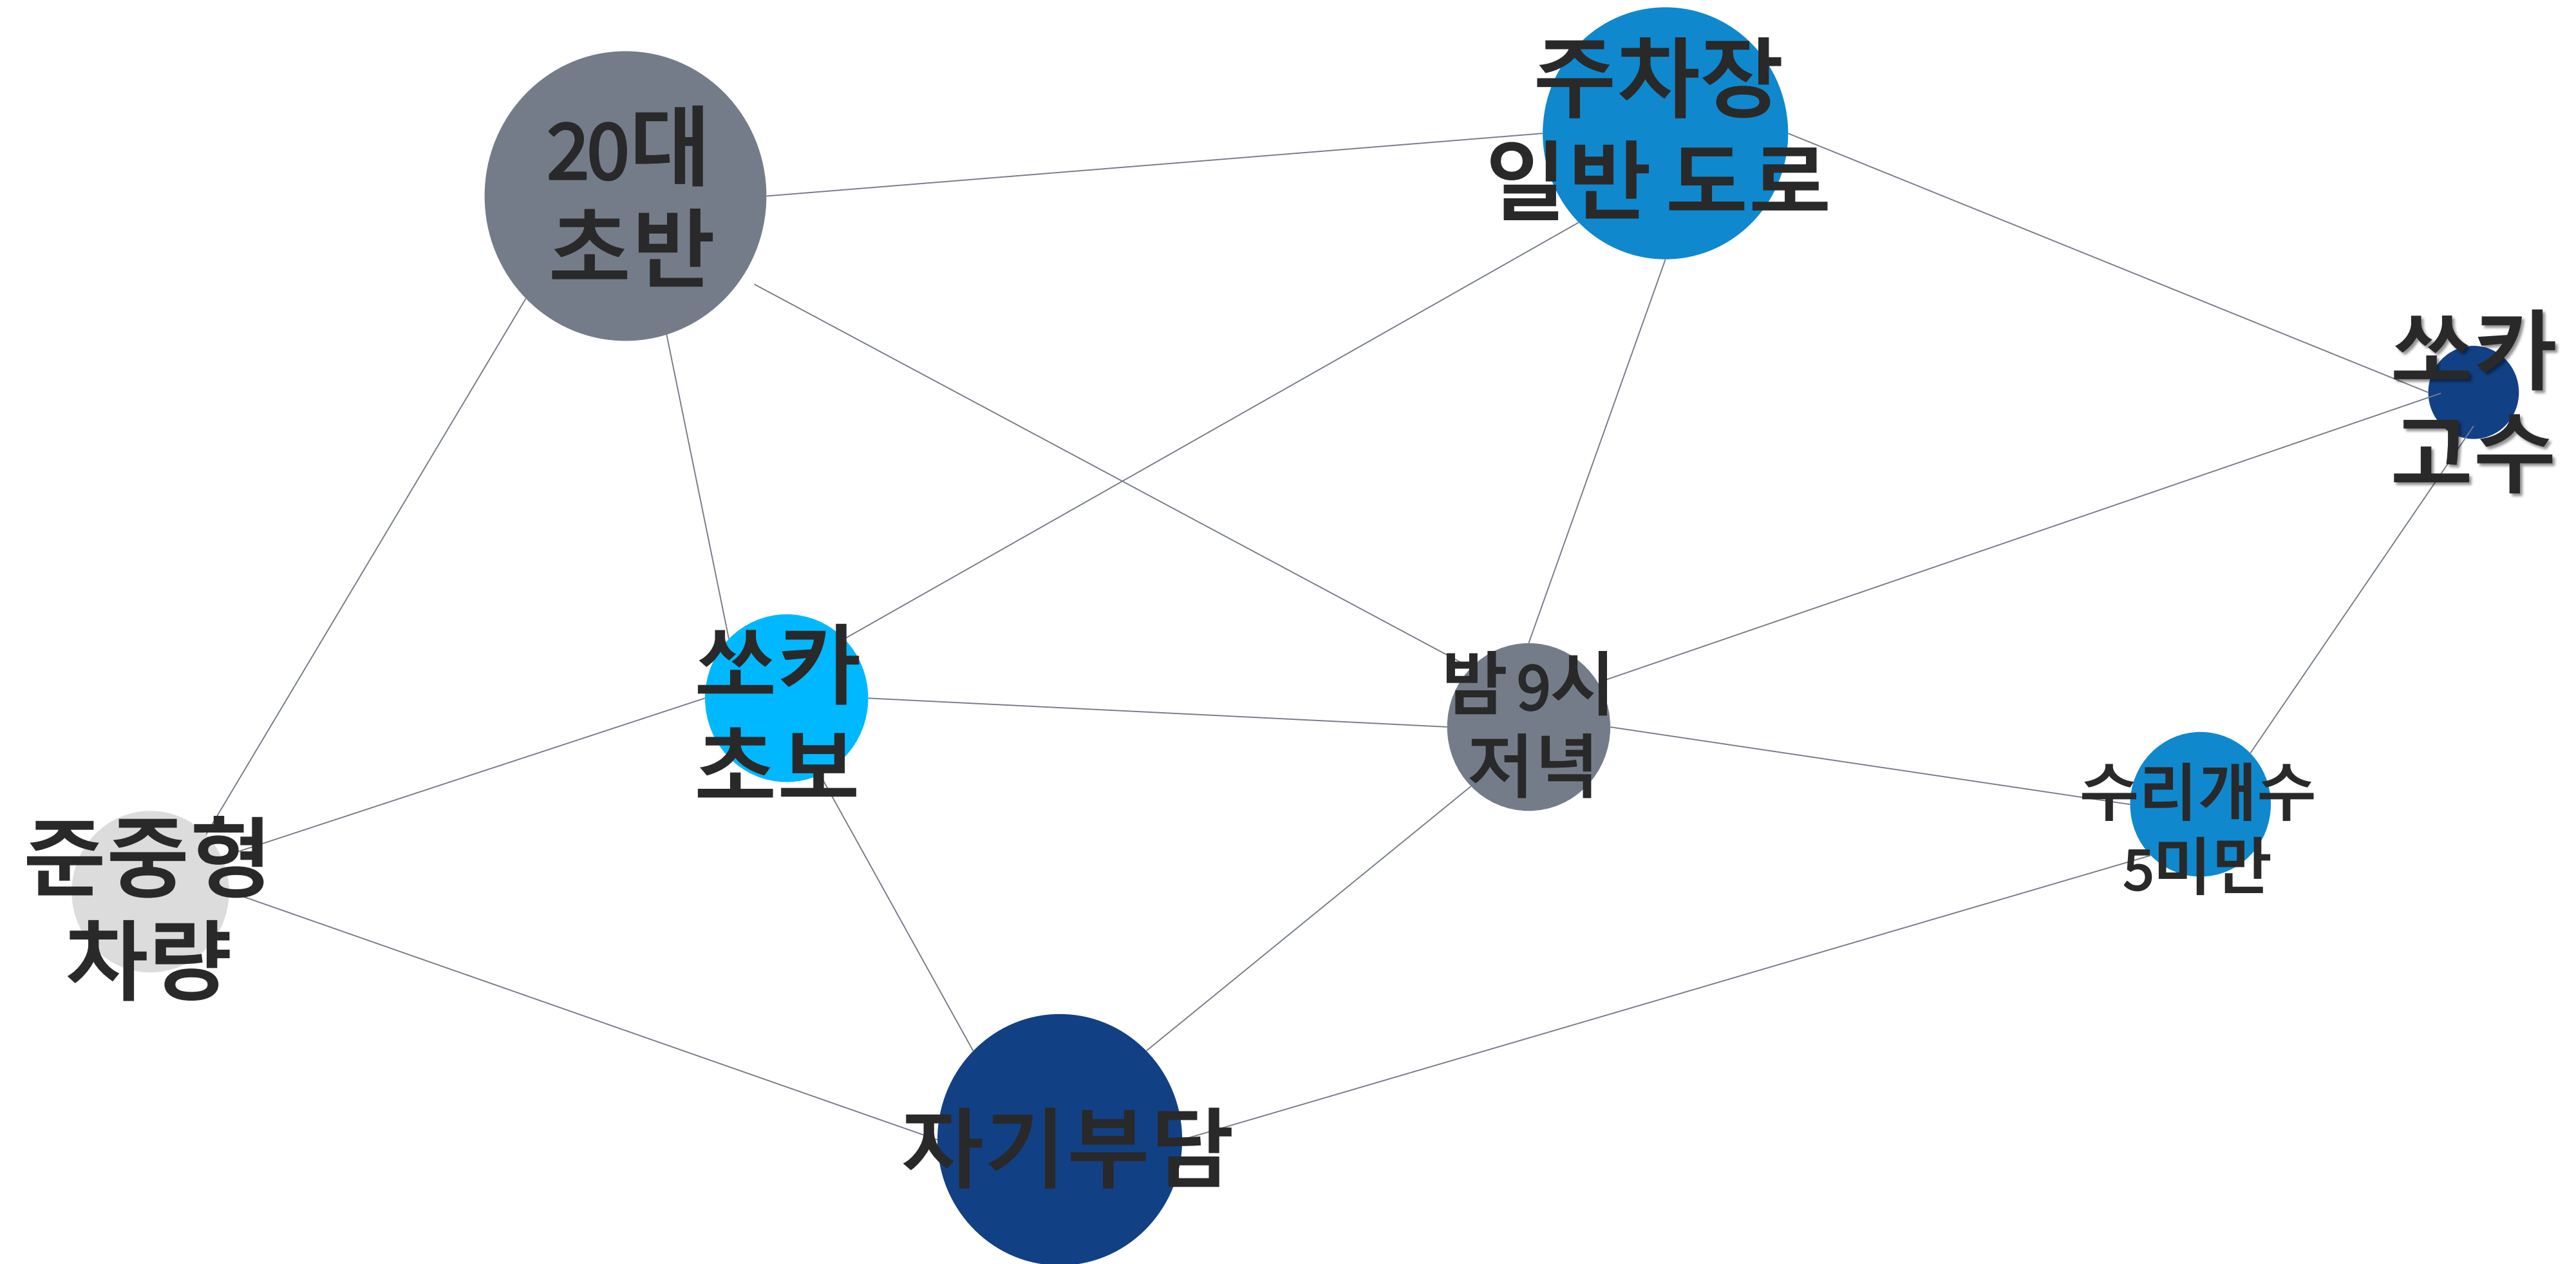 20대
초반
주차장
일반 도로
쏘카
고수
쏘카
초보
밤 9시
저녁
수리개수
5미만
준중형
차량
자기부담